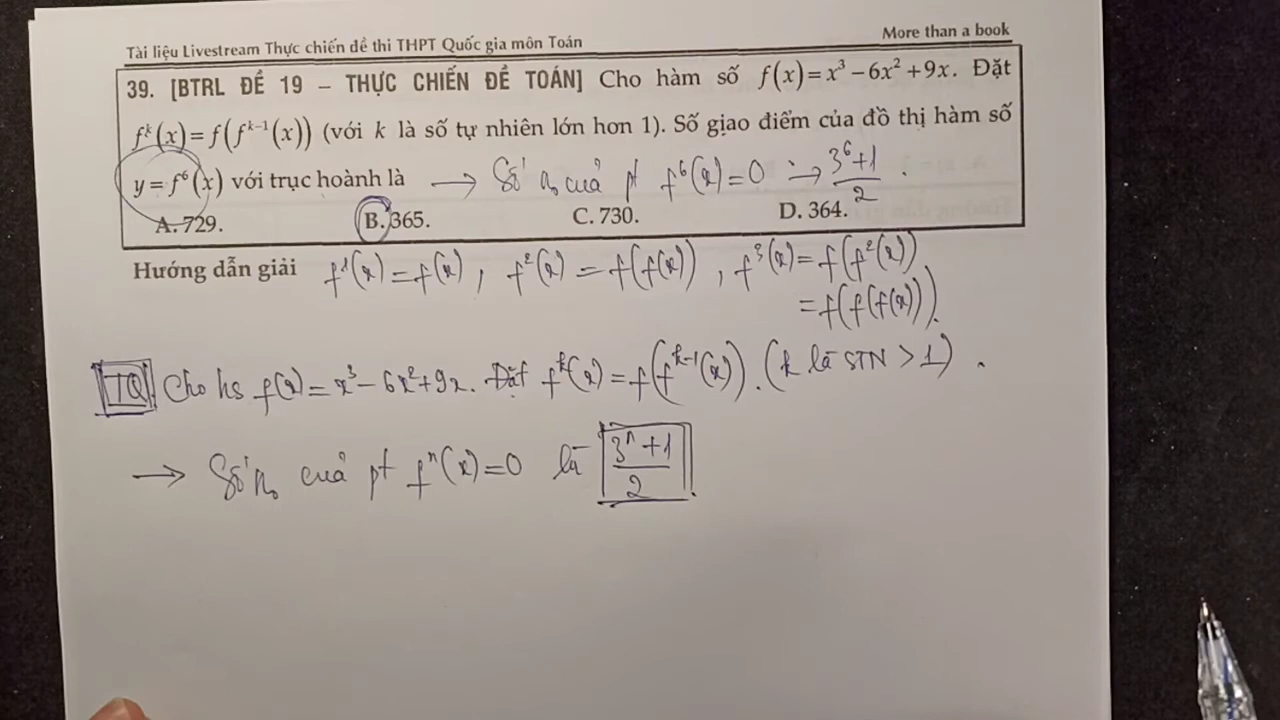 Tài liệu Livestream Thực chiến đề thi THPT Quốc gia môn Toán
More than a book
39. [BTRL ĐỀ 19 – THỰC CHIẾN ĐỀ TOÁN] Cho hàm số f(x)=x³−6x²+9x. Đặt
fᵏ(x)=f(fᵏ⁻¹(x)) (với k là số tự nhiên lớn hơn 1). Số giao điểm của đồ thị hàm số
y=f⁶(x) với trục hoành là → Số n₀ của pt f⁶(x)=0 → (3⁶+1)/2.
A. 729. B. 365. C. 730. D. 364.
Hướng dẫn giải f¹(x)=f(x), f²(x)=f(f(x)), f³(x)=f(f²(x))
=f(f(f(x))).
TQ Cho hs f(x)=x³−6x²+9x. Đặt fᵏ(x)=f(fᵏ⁻¹(x)). (k là STN>1).
→ Số n₀ của pt fⁿ(x)=0 là (3ⁿ+1)/2.